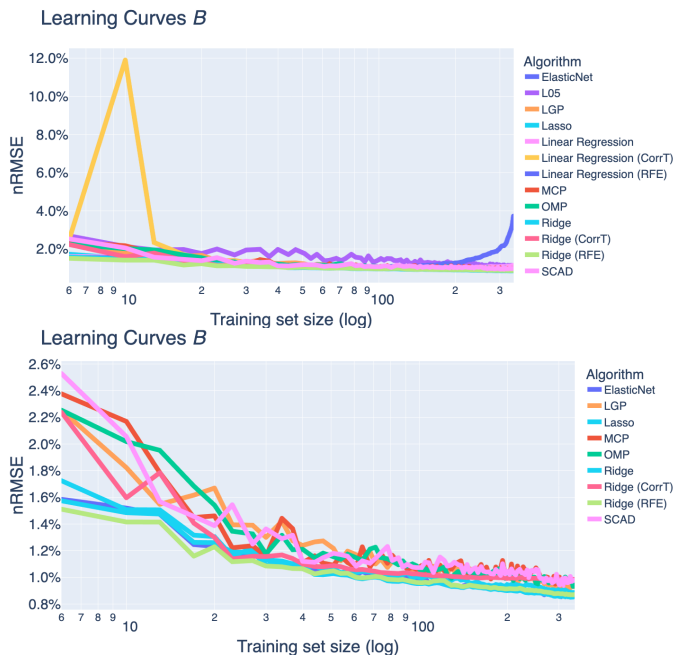 Learning Curves B
12.0%
10.0%
8.0%
6.0%
4.0%
2.0%
nRMSE
6 7 8 9 10 2 3 4 5 6 7 8 9 100 2 3
Training set size (log)
Algorithm
ElasticNet
L05
LGP
Lasso
Linear Regression
Linear Regression (CorrT)
Linear Regression (RFE)
MCP
OMP
Ridge
Ridge (CorrT)
Ridge (RFE)
SCAD
Learning Curves B
2.6%
2.4%
2.2%
2.0%
1.8%
1.6%
1.4%
1.2%
1.0%
0.8%
nRMSE
6 7 8 9 10 2 3 4 5 6 7 8 9 100 2 3
Training set size (log)
Algorithm
ElasticNet
LGP
Lasso
MCP
OMP
Ridge
Ridge (CorrT)
Ridge (RFE)
SCAD